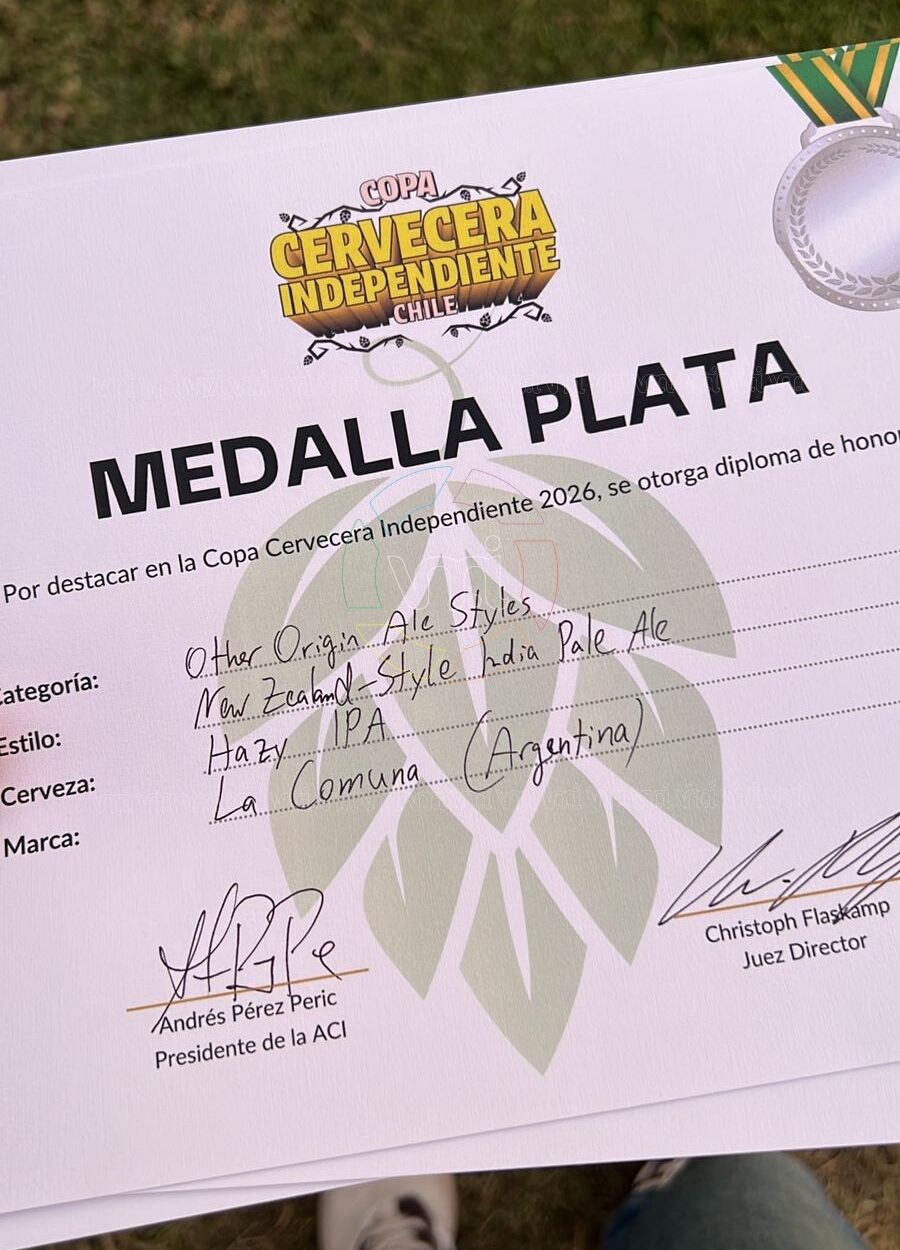 COPA
CERVECERA
INDEPENDIENTE
CHILE
MEDALLA PLATA
Por destacar en la Copa Cervecera Independiente 2026, se otorga diploma de honor
Categoría: Other Origin Ale Styles
Estilo: New Zealand-Style India Pale Ale
Cerveza: Hazy IPA
Marca: La Comuna (Argentina)
Andrés Pérez Peric
Presidente de la ACI
Christoph Flaskamp
Juez Director